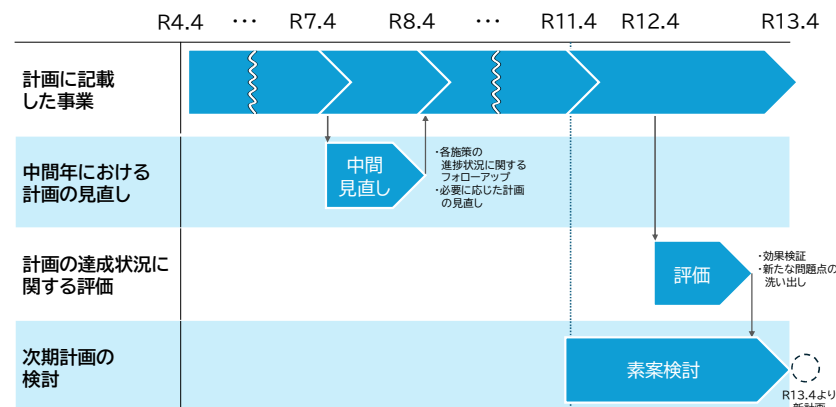 R4.4 … R7.4 R8.4 … R11.4 R12.4 R13.4
計画に記載
した事業
中間年における
計画の見直し
中間
見直し
・各施策の
進捗状況に関する
フォローアップ
・必要に応じた計画
の見直し
計画の達成状況に
関する評価
評価
・効果検証
・新たな問題点の
洗い出し
次期計画の
検討
素案検討
R13.4より
新計画